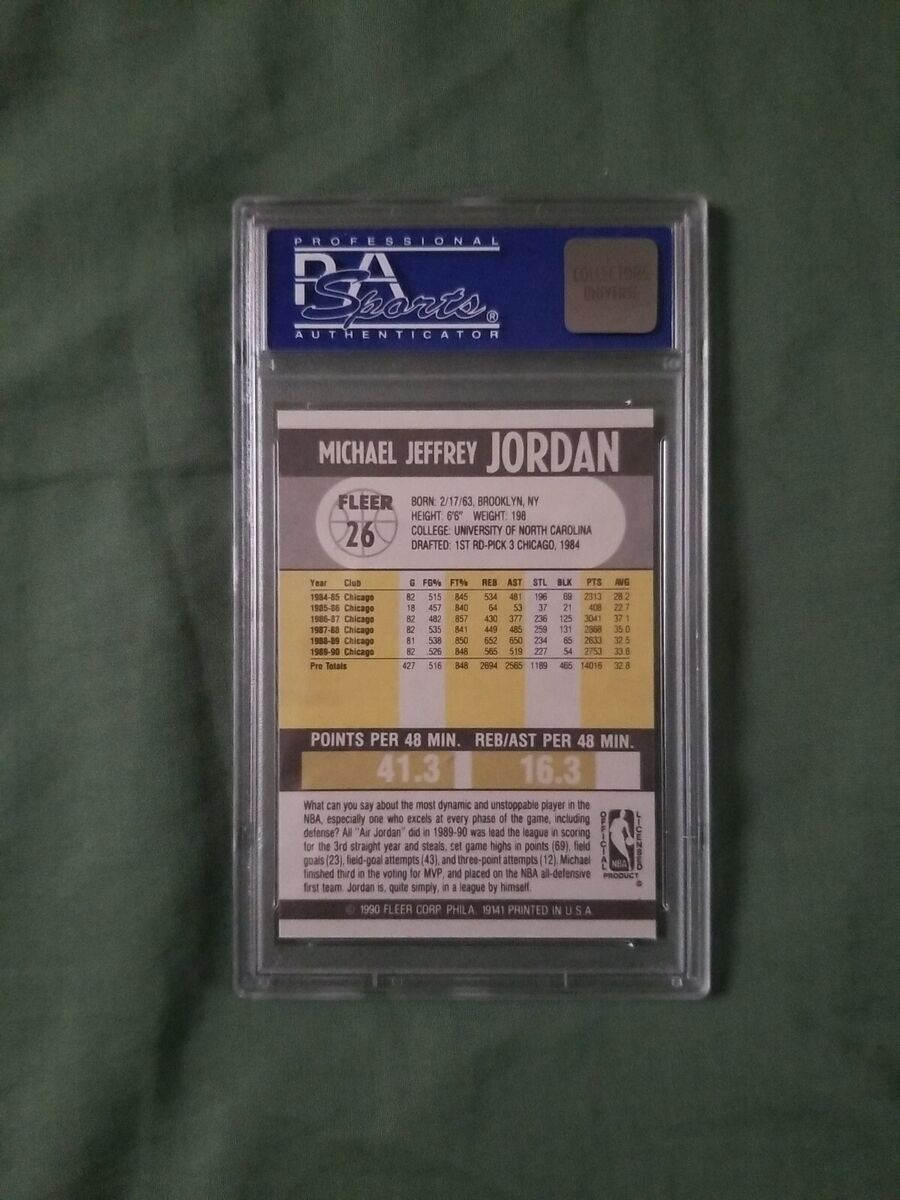 PROFESSIONAL
PSA
Sports®
AUTHENTICATOR
COLLECTORS
UNIVERSE
MICHAEL JEFFREY JORDAN
FLEER
26
BORN: 2/17/63, BROOKLYN, NY
HEIGHT: 6'6" WEIGHT: 198
COLLEGE: UNIVERSITY OF NORTH CAROLINA
DRAFTED: 1ST RD-PICK 3 CHICAGO, 1984
Year Club G FG% FT% REB AST STL BLK PTS AVG
1984-85 Chicago 82 515 845 534 481 196 69 2313 28.2
1985-86 Chicago 18 457 840 64 53 37 21 408 22.7
1986-87 Chicago 82 482 857 430 377 236 125 3041 37.1
1987-88 Chicago 82 535 841 449 485 259 131 2868 35.0
1988-89 Chicago 81 538 850 652 650 234 65 2633 32.5
1989-90 Chicago 82 526 848 565 519 227 54 2753 33.6
Pro Totals 427 516 848 2694 2565 1189 465 14016 32.8
POINTS PER 48 MIN. REB/AST PER 48 MIN.
41.3 16.3
What can you say about the most dynamic and unstoppable player in the
NBA, especially one who excels at every phase of the game, including
defense? All "Air Jordan" did in 1989-90 was lead the league in scoring
for the 3rd straight year and steals, cet game highs in points (69), field
goals (23), field-goal attempts (43), and three-point attempts (12). Michael
finished third in the voting for MVP, and placed on the NBA all-defensive
first team. Jordan is, quite simply, in a league by himself.
OFFICIAL
LICENSED
NBA
PRODUCT
®
© 1990 FLEER CORP. PHILA. 19141 PRINTED IN U.S.A.